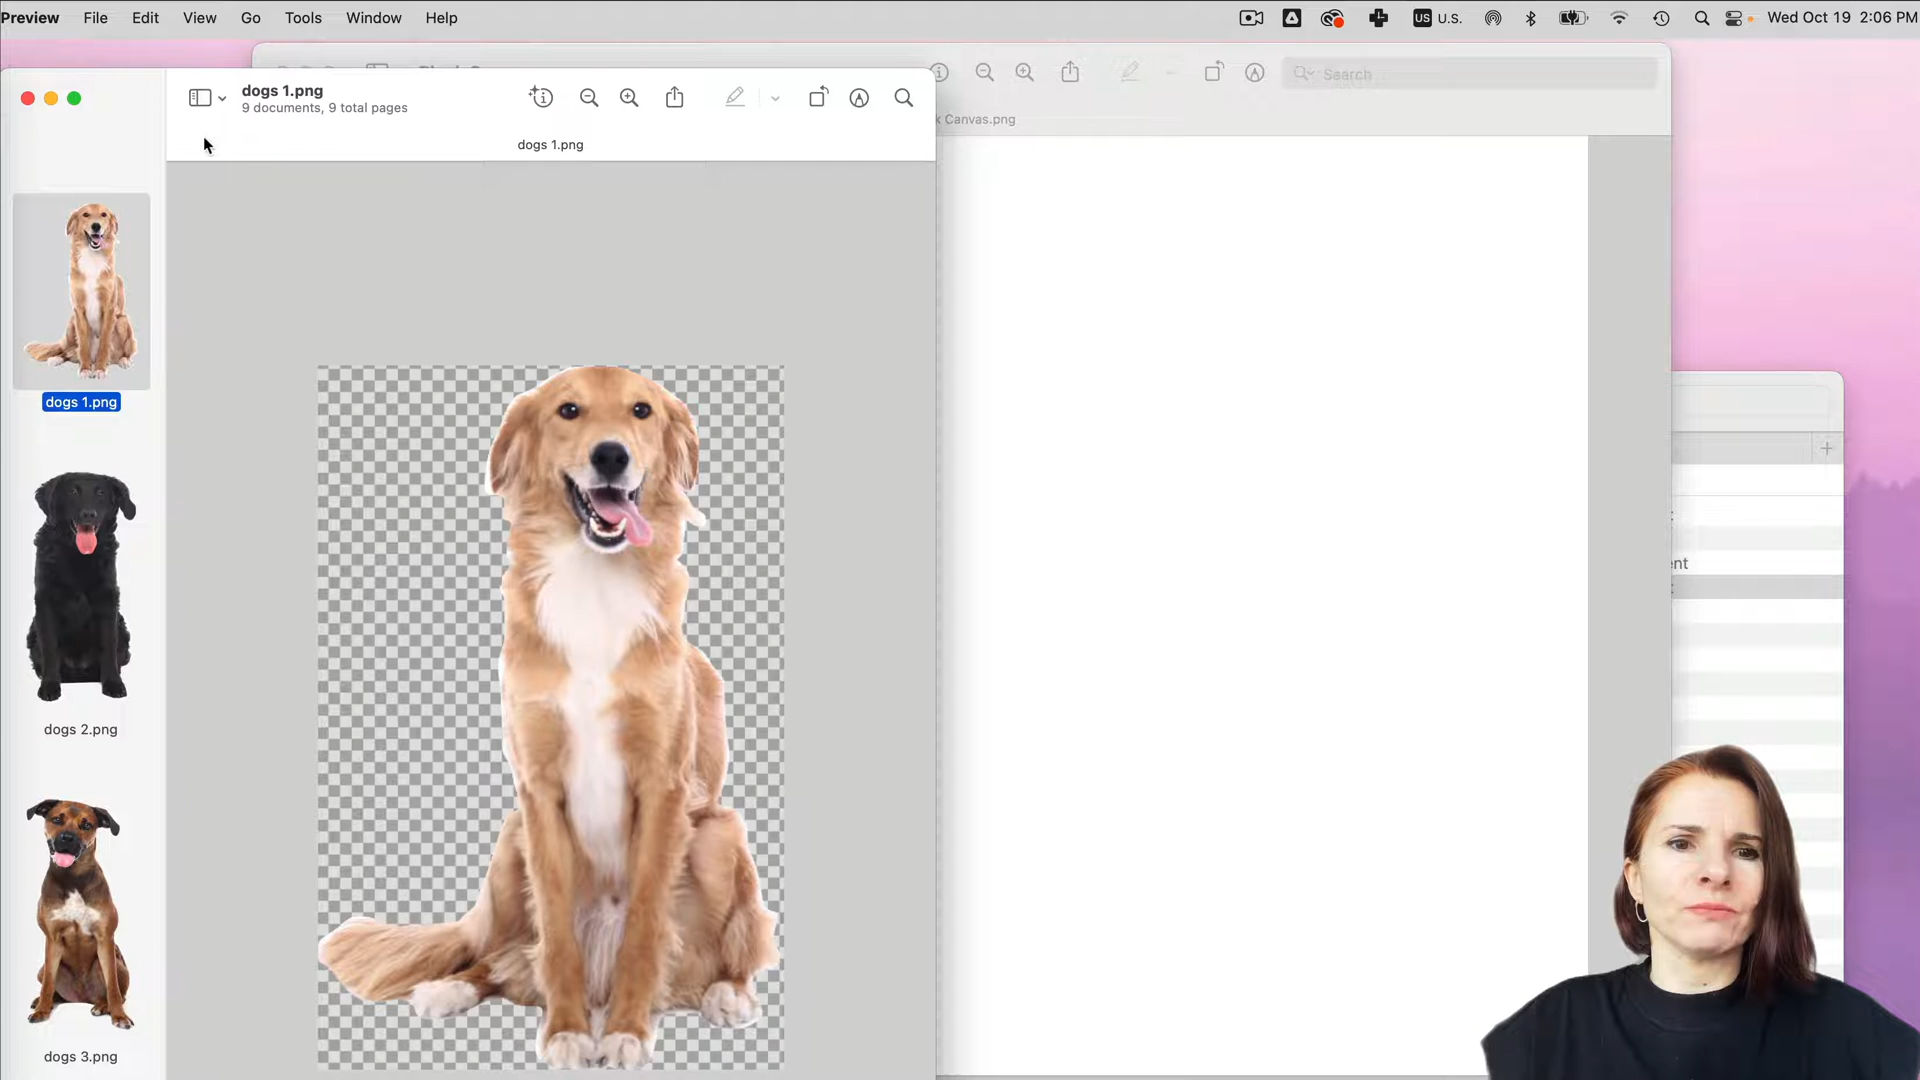 Preview File Edit View Go Tools Window Help
US U.S.
Wed Oct 19 2:06 PM
dogs 1.png
9 documents, 9 total pages
Search
dogs 1.png
Canvas.png
dogs 1.png
dogs 2.png
dogs 3.png